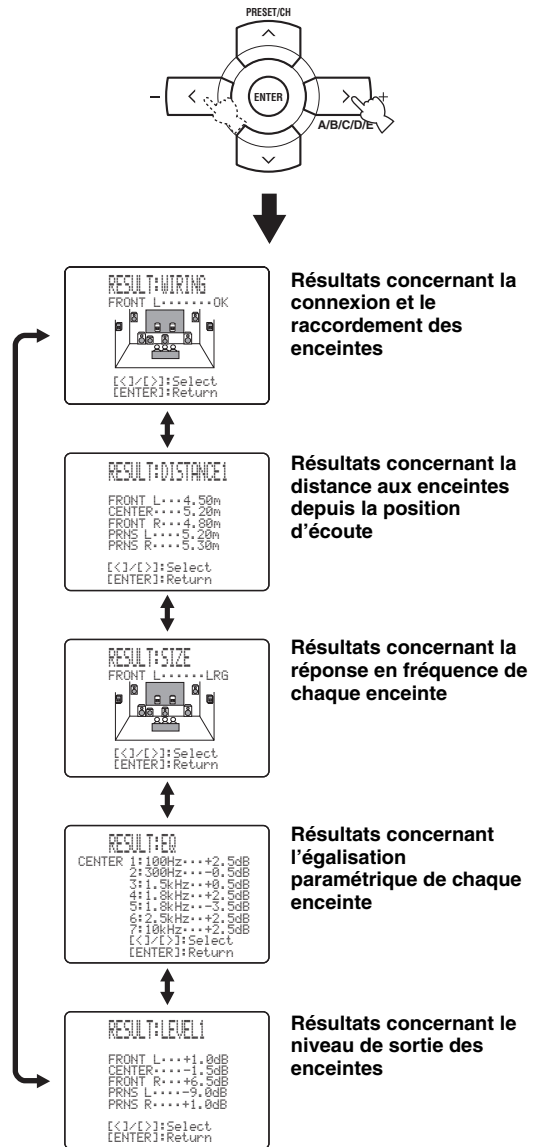 PRESET/CH
ENTER
–
+
A/B/C/D/E
RESULT:WIRING
FRONT L·······OK
[<]/[>]:Select
[ENTER]:Return
Résultats concernant la
connexion et le
raccordement des
enceintes
RESULT:DISTANCE1
FRONT L···4.50m
CENTER····5.20m
FRONT R···4.80m
PRNS L····5.20m
PRNS R····5.30m
[<]/[>]:Select
[ENTER]:Return
Résultats concernant la
distance aux enceintes
depuis la position
d'écoute
RESULT:SIZE
FRONT L······LRG
[<]/[>]:Select
[ENTER]:Return
Résultats concernant la
réponse en fréquence de
chaque enceinte
RESULT:EQ
CENTER 1:100Hz···+2.5dB
2:300Hz···-0.5dB
3:1.5kHz··+0.5dB
4:1.8kHz··+2.5dB
5:1.8kHz··-3.5dB
6:2.5kHz··+2.5dB
7:10kHz···+2.5dB
[<]/[>]:Select
[ENTER]:Return
Résultats concernant
l'égalisation
paramétrique de chaque
enceinte
RESULT:LEVEL1
FRONT L···+1.0dB
CENTER····-1.5dB
FRONT R···+6.5dB
PRNS L····-9.0dB
PRNS R····+1.0dB
[<]/[>]:Select
[ENTER]:Return
Résultats concernant le
niveau de sortie des
enceintes